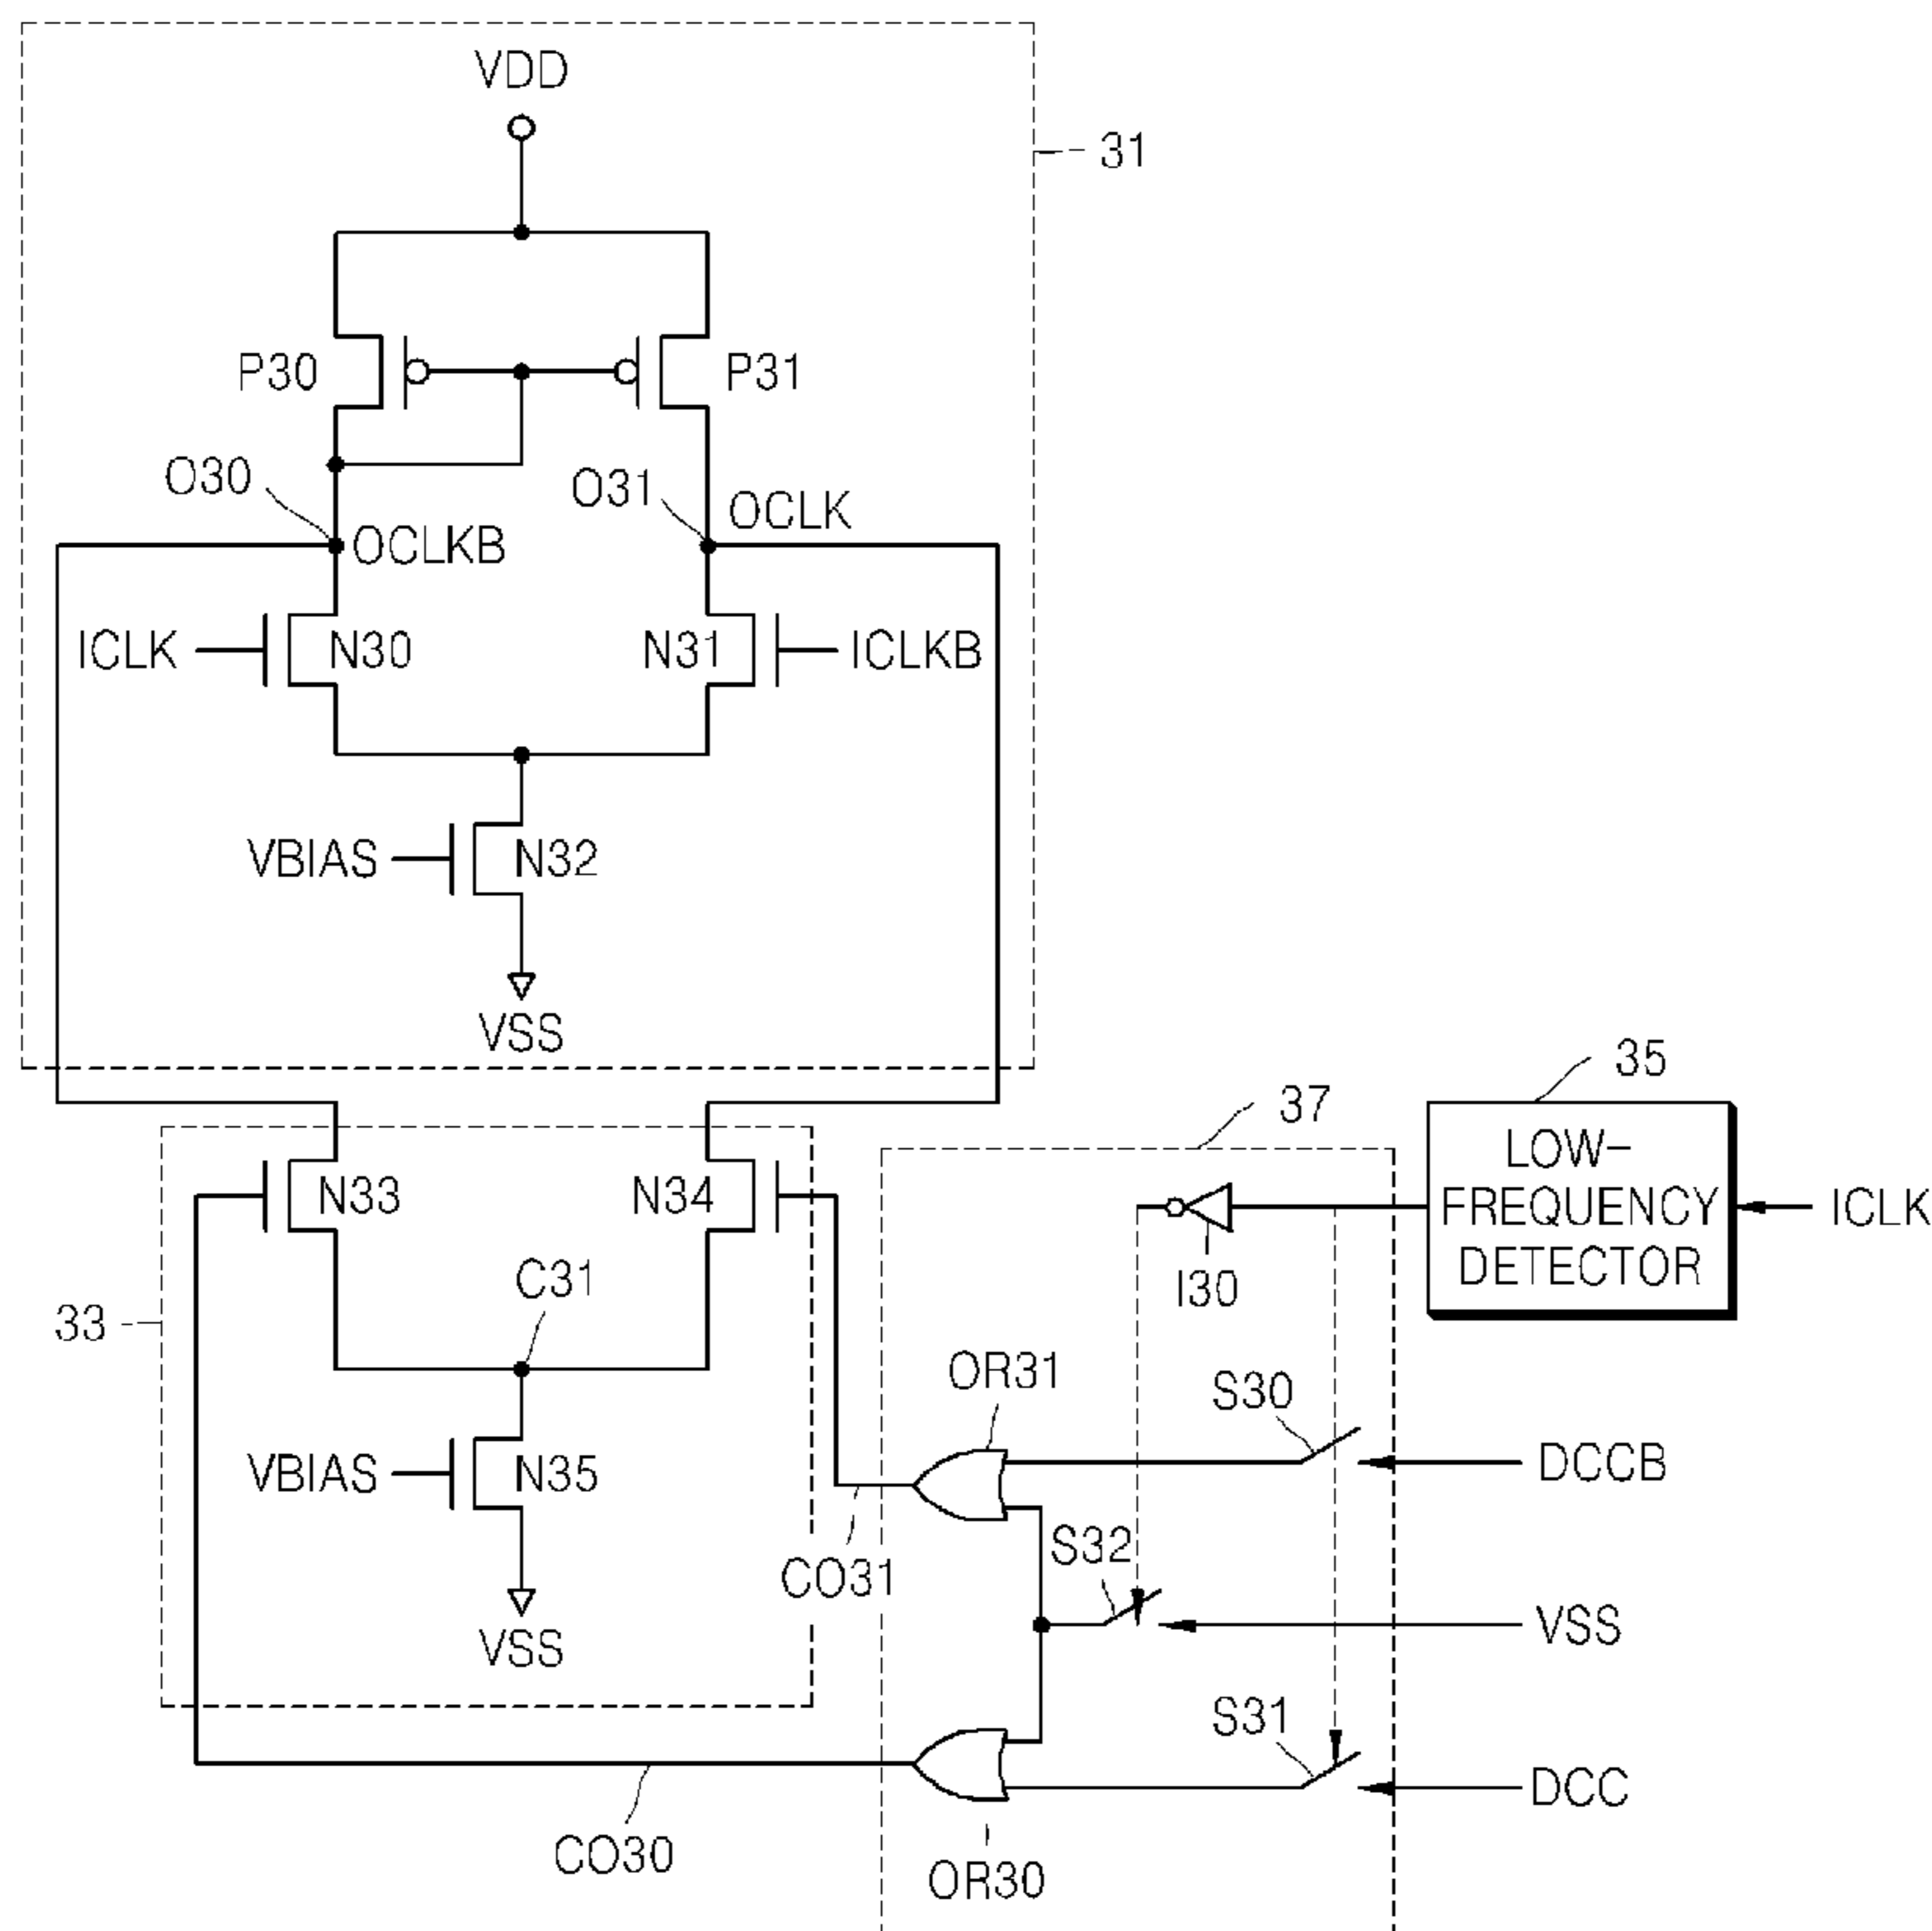 VDD
31
P30
P31
O30
O31
OCLK
OCLKB
ICLK
N30
N31
ICLKB
VBIAS
N32
VSS
35
37
LOW-
FREQUENCY
DETECTOR
ICLK
N33
N34
I30
C31
33
OR31
S30
DCCB
VBIAS
N35
S32
CO31
VSS
VSS
S31
DCC
CO30
OR30